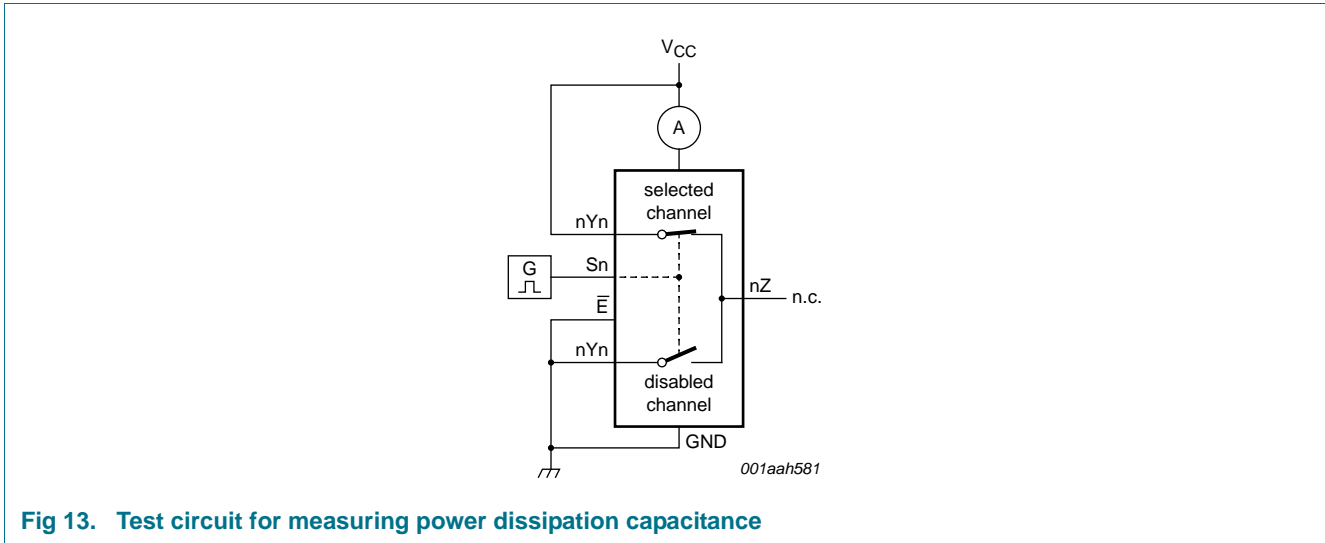 VCC
A
selected
channel
nYn
G
Sn
E̅
nZ
n.c.
nYn
disabled
channel
GND
001aah581
Fig 13. Test circuit for measuring power dissipation capacitance